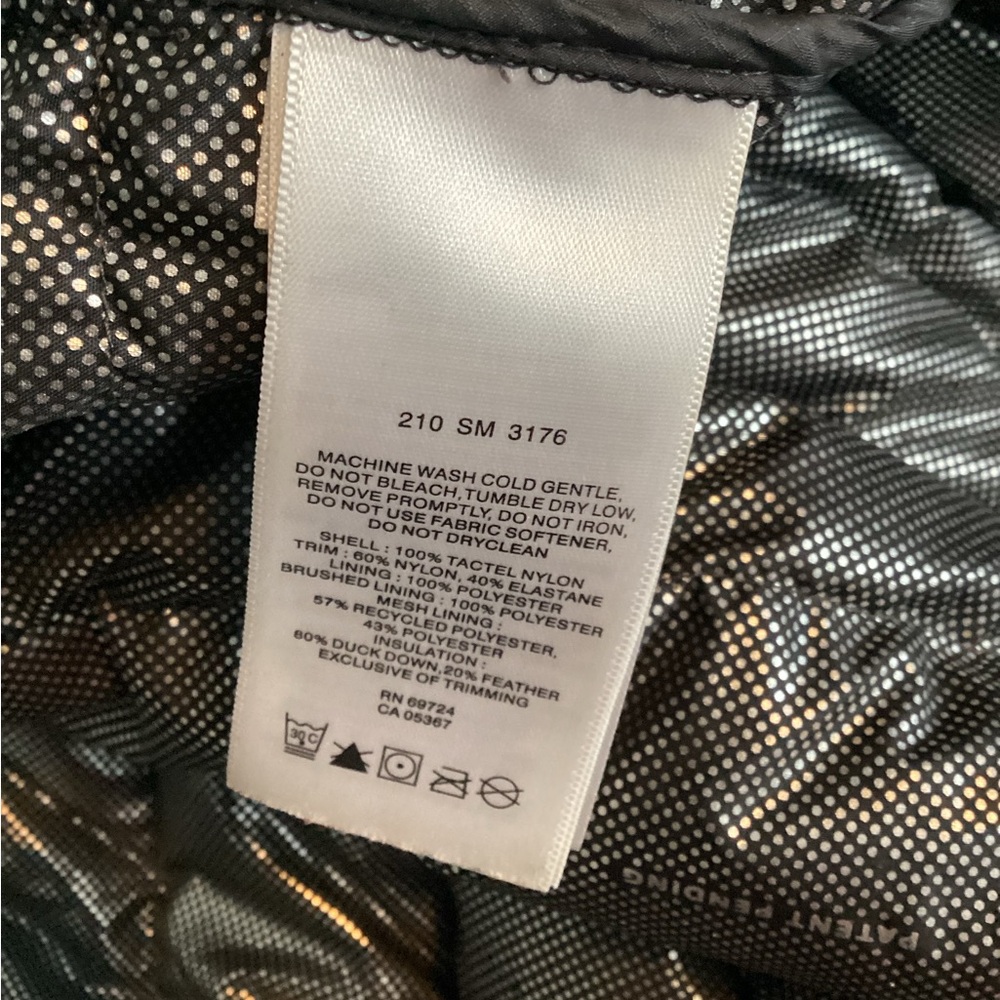 210 SM 3176
MACHINE WASH COLD GENTLE,
DO NOT BLEACH, TUMBLE DRY LOW,
REMOVE PROMPTLY, DO NOT IRON,
DO NOT USE FABRIC SOFTENER,
DO NOT DRYCLEAN
SHELL : 100% TACTEL NYLON
TRIM : 60% NYLON, 40% ELASTANE
LINING : 100% POLYESTER
BRUSHED LINING : 100% POLYESTER
MESH LINING :
57% RECYCLED POLYESTER,
43% POLYESTER
INSULATION :
80% DUCK DOWN, 20% FEATHER
EXCLUSIVE OF TRIMMING
RN 69724
CA 05367
30 C
PATENT PENDING